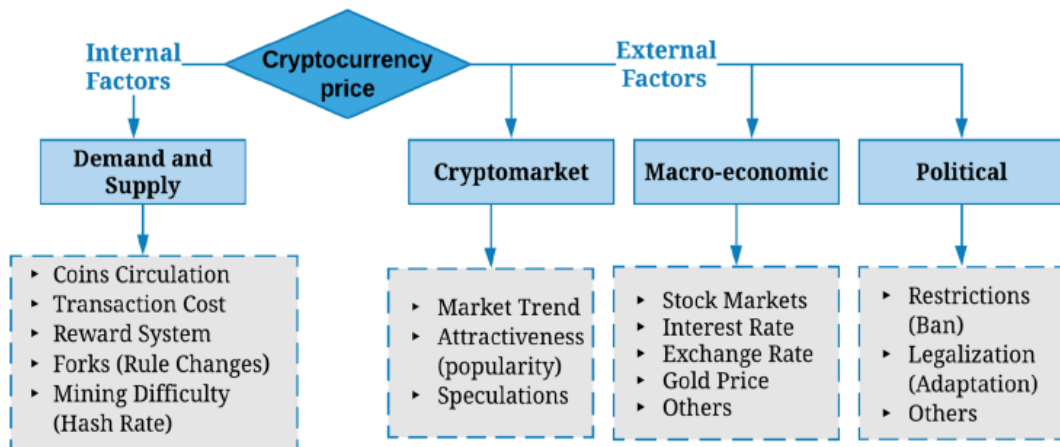 Internal
Factors
Cryptocurrency
price
External
Factors
Demand and
Supply
Cryptomarket
Macro-economic
Political
‣ Coins Circulation
‣ Transaction Cost
‣ Reward System
‣ Forks (Rule Changes)
‣ Mining Difficulty
(Hash Rate)
‣ Market Trend
‣ Attractiveness
(popularity)
‣ Speculations
‣ Stock Markets
‣ Interest Rate
‣ Exchange Rate
‣ Gold Price
‣ Others
‣ Restrictions
(Ban)
‣ Legalization
(Adaptation)
‣ Others